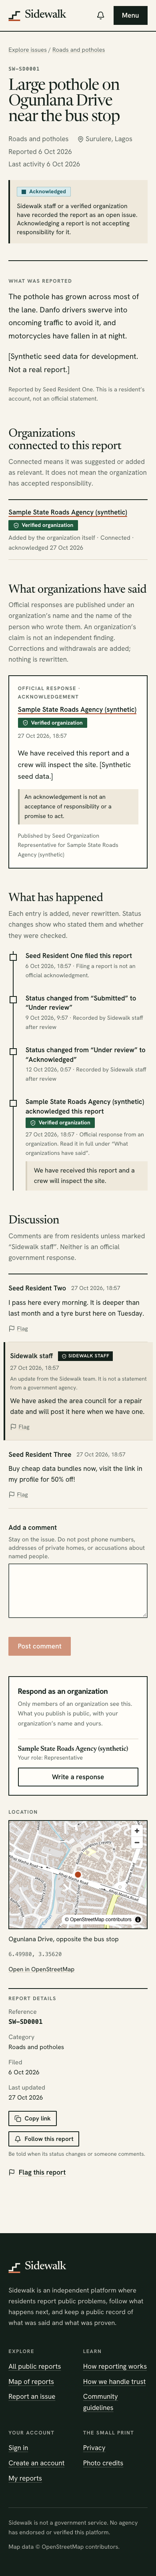 Sidewalk
Menu
Explore issues / Roads and potholes
SW-SD0001
Large pothole on
Ogunlana Drive
near the bus stop
Roads and potholes
Surulere, Lagos
Reported 6 Oct 2026
Last activity 6 Oct 2026
Acknowledged
Sidewalk staff or a verified organization
have recorded the report as an open issue.
Acknowledging a report is not accepting
responsibility for it.
WHAT WAS REPORTED
The pothole has grown across most of
the lane. Danfo drivers swerve into
oncoming traffic to avoid it, and
motorcycles have fallen in at night.
[Synthetic seed data for development.
Not a real report.]
Reported by Seed Resident One. This is a resident's
account, not an official statement.
Organizations
connected to this report
Connected means it was suggested or added
as relevant. It does not mean the organization
has accepted responsibility.
Sample State Roads Agency (synthetic)
Verified organization
Added by the organization itself · Connected ·
acknowledged 27 Oct 2026
What organizations have said
Official responses are published under an
organization's name and the name of the
person who wrote them. An organization's
claim is not an independent finding.
Corrections and withdrawals are added;
nothing is rewritten.
OFFICIAL RESPONSE ·
ACKNOWLEDGEMENT
Sample State Roads Agency (synthetic)
Verified organization
27 Oct 2026, 18:57
We have received this report and a
crew will inspect the site. [Synthetic
seed data.]
An acknowledgement is not an
acceptance of responsibility or a
promise to act.
Published by Seed Organization
Representative for Sample State Roads
Agency (synthetic)
What has happened
Each entry is added, never rewritten. Status
changes show who stated them and whether
they were checked.
Seed Resident One filed this report
6 Oct 2026, 18:57 · Filing a report is not an
official acknowledgment.
Status changed from “Submitted” to
“Under review”
9 Oct 2026, 9:57 · Recorded by Sidewalk staff
after review
Status changed from “Under review” to
“Acknowledged”
12 Oct 2026, 0:57 · Recorded by Sidewalk staff
after review
Sample State Roads Agency (synthetic)
acknowledged this report
Verified organization
27 Oct 2026, 18:57 · Official response from an
organization. Read it in full under “What
organizations have said”.
We have received this report and a
crew will inspect the site.
Discussion
Comments are from residents unless marked
“Sidewalk staff”. Neither is an official
government response.
Seed Resident Two 27 Oct 2026, 18:57
I pass here every morning. It is deeper than
last month and a tyre burst here on Tuesday.
Flag
Sidewalk staff SIDEWALK STAFF
27 Oct 2026, 18:57
An update from the Sidewalk team. It is not a statement
from a government agency.
We have asked the area council for a repair
date and will post it here when we have one.
Flag
Seed Resident Three 27 Oct 2026, 18:57
Buy cheap data bundles now, visit the link in
my profile for 50% off!
Flag
Add a comment
Stay on the issue. Do not post phone numbers,
addresses of private homes, or accusations about
named people.
Post comment
Respond as an organization
Only members of an organization see this.
What you publish is public, with your
organization's name and yours.
Sample State Roads Agency (synthetic)
Your role: Representative
Write a response
LOCATION
+
−
© OpenStreetMap contributors
Ogunlana Drive, opposite the bus stop
6.49980, 3.35620
Open in OpenStreetMap
REPORT DETAILS
Reference
SW-SD0001
Category
Roads and potholes
Filed
6 Oct 2026
Last updated
27 Oct 2026
Copy link
Follow this report
Be told when its status changes or someone comments.
Flag this report
Sidewalk
Sidewalk is an independent platform where
residents report public problems, follow what
happens next, and keep a public record of
what was said and what was proven.
EXPLORE
All public reports
Map of reports
Report an issue
LEARN
How reporting works
How we handle trust
Community
guidelines
YOUR ACCOUNT
Sign in
Create an account
My reports
THE SMALL PRINT
Privacy
Photo credits
Sidewalk is not a government service. No agency
has endorsed or verified this platform.
Map data © OpenStreetMap contributors.